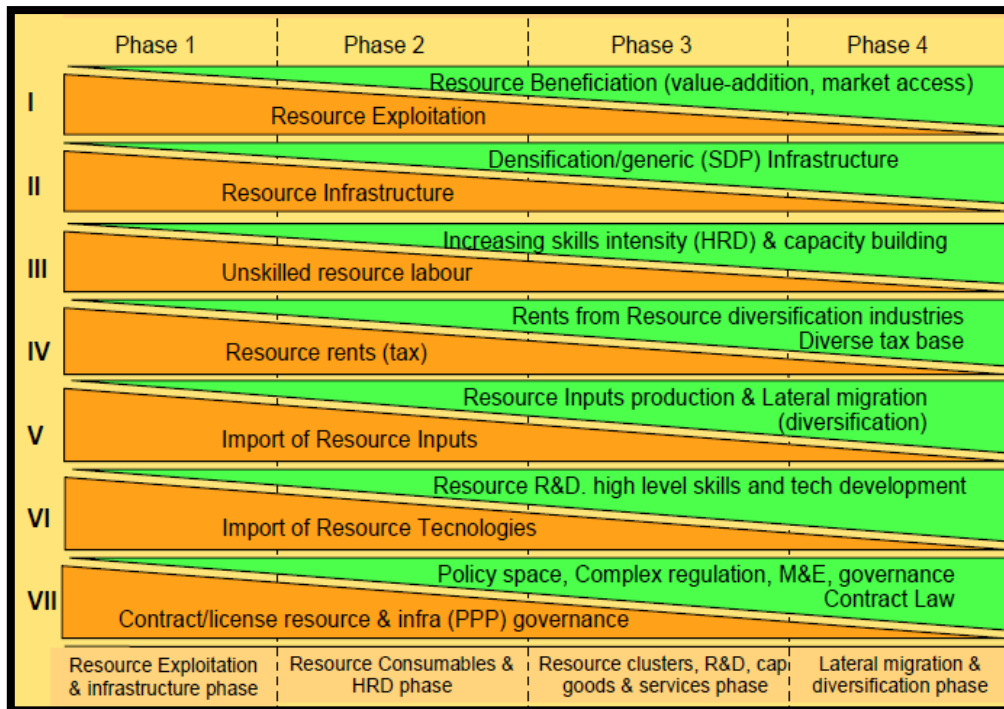 Phase 1 Phase 2 Phase 3 Phase 4
I
Resource Beneficiation (value-addition, market access)
Resource Exploitation
II
Densification/generic (SDP) Infrastructure
Resource Infrastructure
III
Increasing skills intensity (HRD) & capacity building
Unskilled resource labour
IV
Rents from Resource diversification industries
Diverse tax base
Resource rents (tax)
V
Resource Inputs production & Lateral migration
(diversification)
Import of Resource Inputs
VI
Resource R&D. high level skills and tech development
Import of Resource Tecnologies
VII
Policy space, Complex regulation, M&E, governance
Contract Law
Contract/license resource & infra (PPP) governance
Resource Exploitation
& infrastructure phase
Resource Consumables &
HRD phase
Resource clusters, R&D, cap
goods & services phase
Lateral migration &
diversification phase